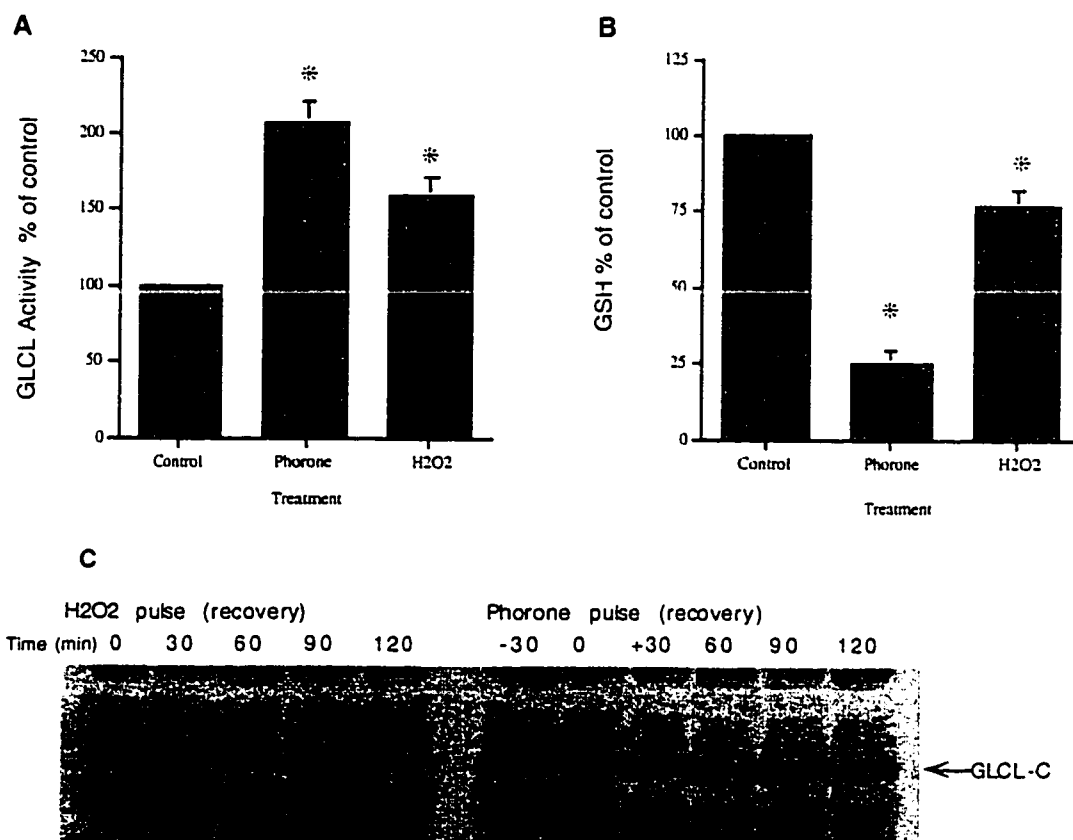 A
GLCL Activity % of control
250
200
150
100
50
0
*
*
Control Phorone H2O2
Treatment
B
GSH % of control
125
100
75
50
25
0
*
*
Control Phorone H2O2
Treatment
C
H2O2 pulse (recovery) Phorone pulse (recovery)
Time (min) 0 30 60 90 120 -30 0 +30 60 90 120
GLCL-C